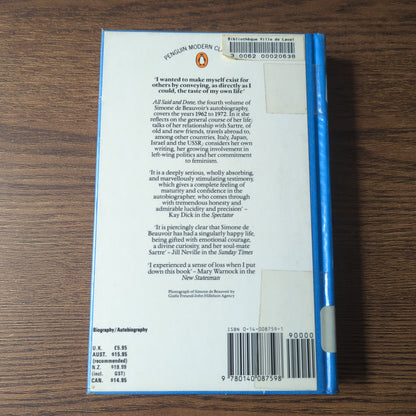 Bibliothèque Ville de Laval
3 0062 00020636
PENGUIN MODERN CL
'I wanted to make myself exist for
others by conveying, as directly as I
could, the taste of my own life'
All Said and Done, the fourth volume of
Simone de Beauvoir's autobiography,
covers the years 1962 to 1972. In it she
reflects on the general course of her life;
talks of her relationship with Sartre, of
old and new friends, travels abroad to,
among other countries, Italy, Japan,
Israel and the USSR, considers her own
writing, her growing involvement in
left-wing politics and her commitment
to feminism.
'It is a deeply serious, wholly absorbing,
and marvellously stimulating testimony,
which gives a complete feeling of
maturity and confidence in the
autobiographer, who comes through
with tremendous honesty and
admirable lucidity and precision' –
Kay Dick in the Spectator
'It is piercingly clear that Simone de
Beauvoir has had a singularly happy life,
being gifted with emotional courage,
a divine curiosity, and her soul-mate
Sartre' – Jill Neville in the Sunday Times
'I experienced a sense of loss when I put
down this book' – Mary Warnock in the
New Statesman
Photograph of Simone de Beauvoir by
Gisèle Freund-John Hillelson Agency
Biography/Autobiography
U.K. £5.95
AUST. $15.95
(recommended)
N.Z. $18.99
(incl. GST)
CAN. $14.95
ISBN 0-14-008759-1
90000
9 780140 087598